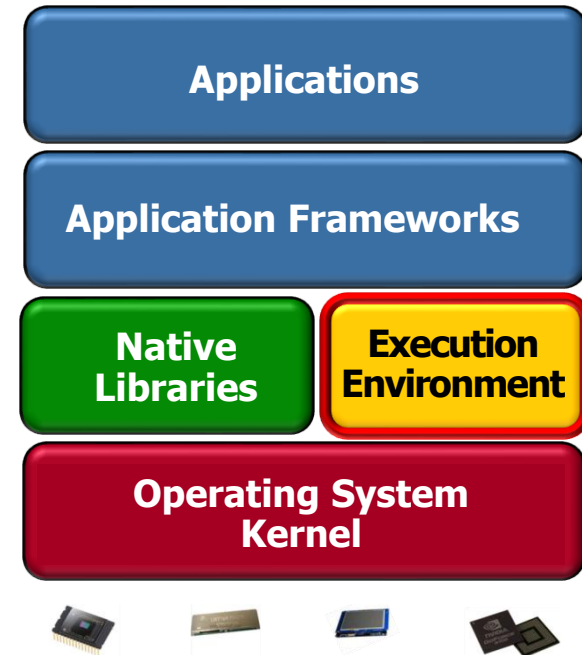 Applications
Application Frameworks
Native
Libraries
Execution
Environment
Operating System
Kernel